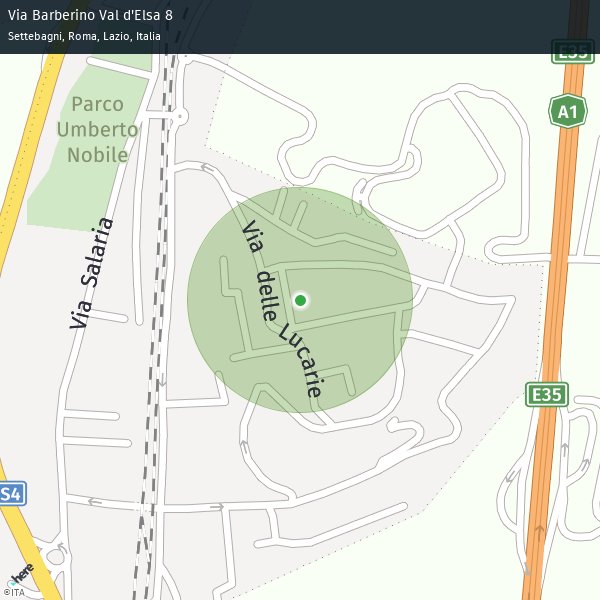 Via Barberino Val d'Elsa 8
Settebagni, Roma, Lazio, Italia
E35
A1
Parco
Umberto
Nobile
Via Salaria
Via delle Lucarie
E35
S4
here
©ITA